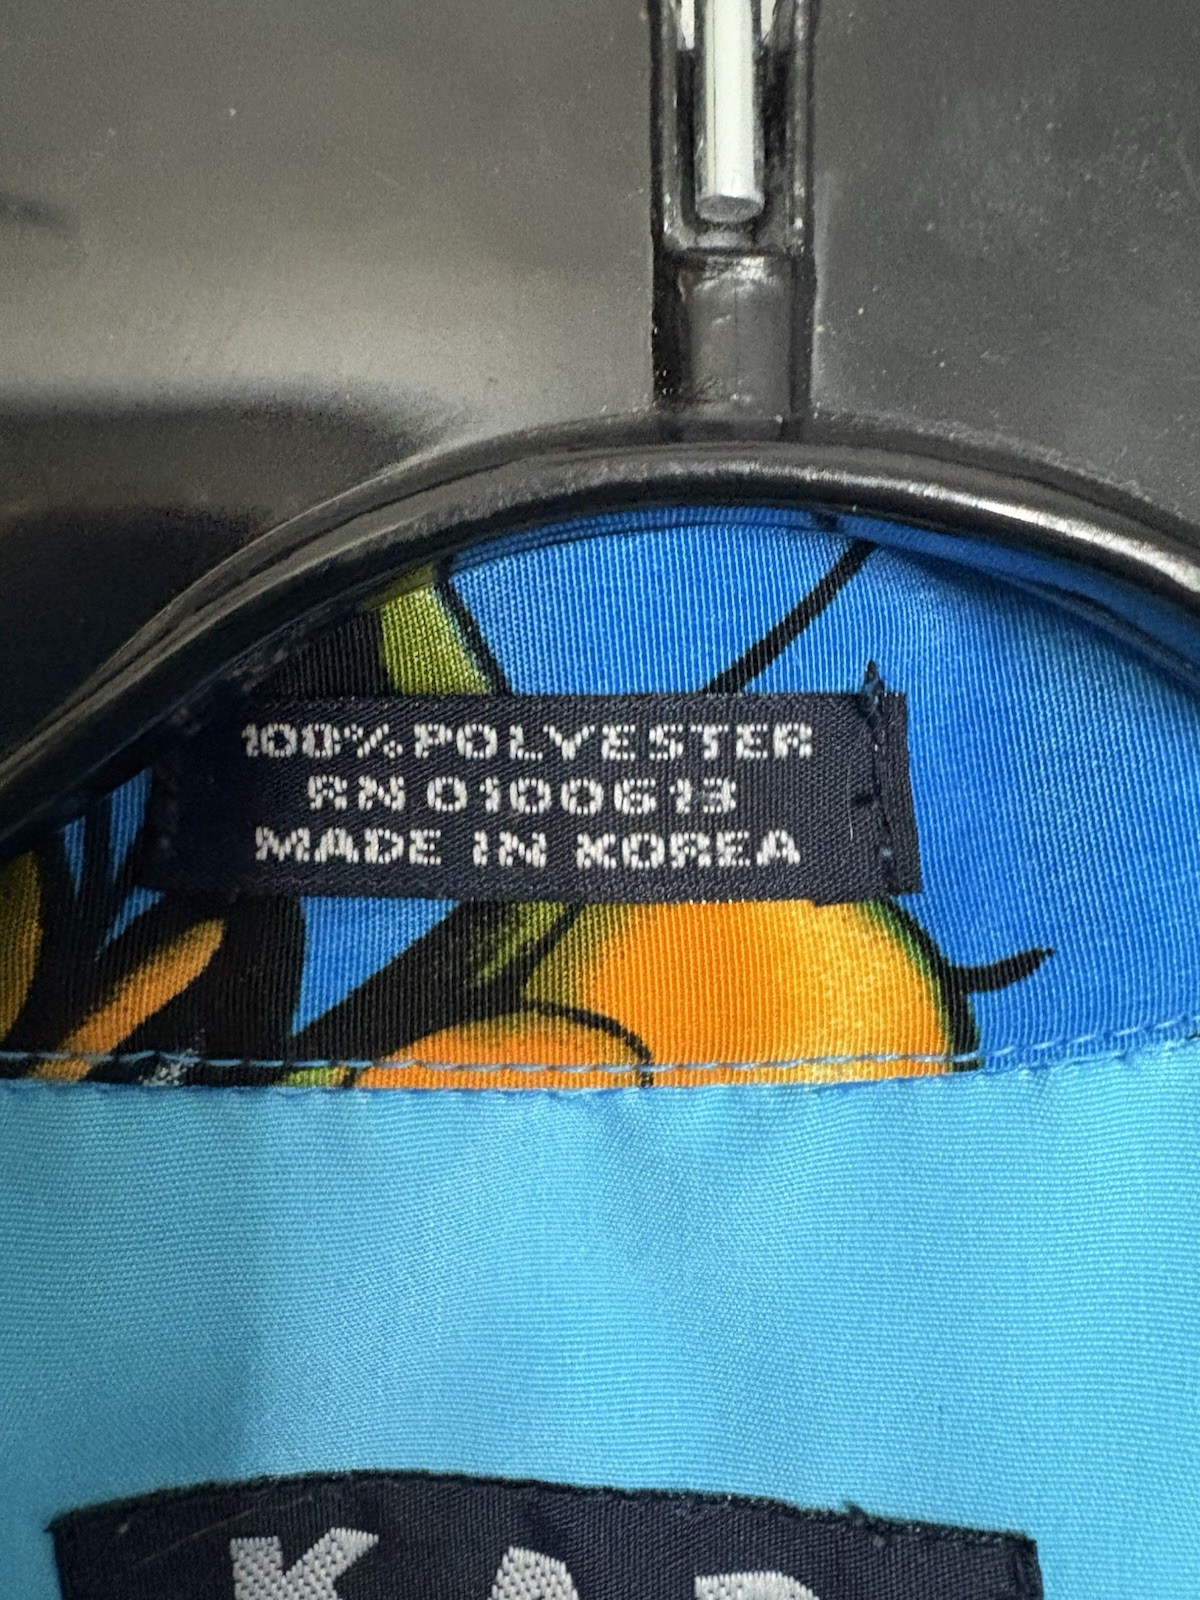 100% POLYESTER
RN 0100613
MADE IN KOREA